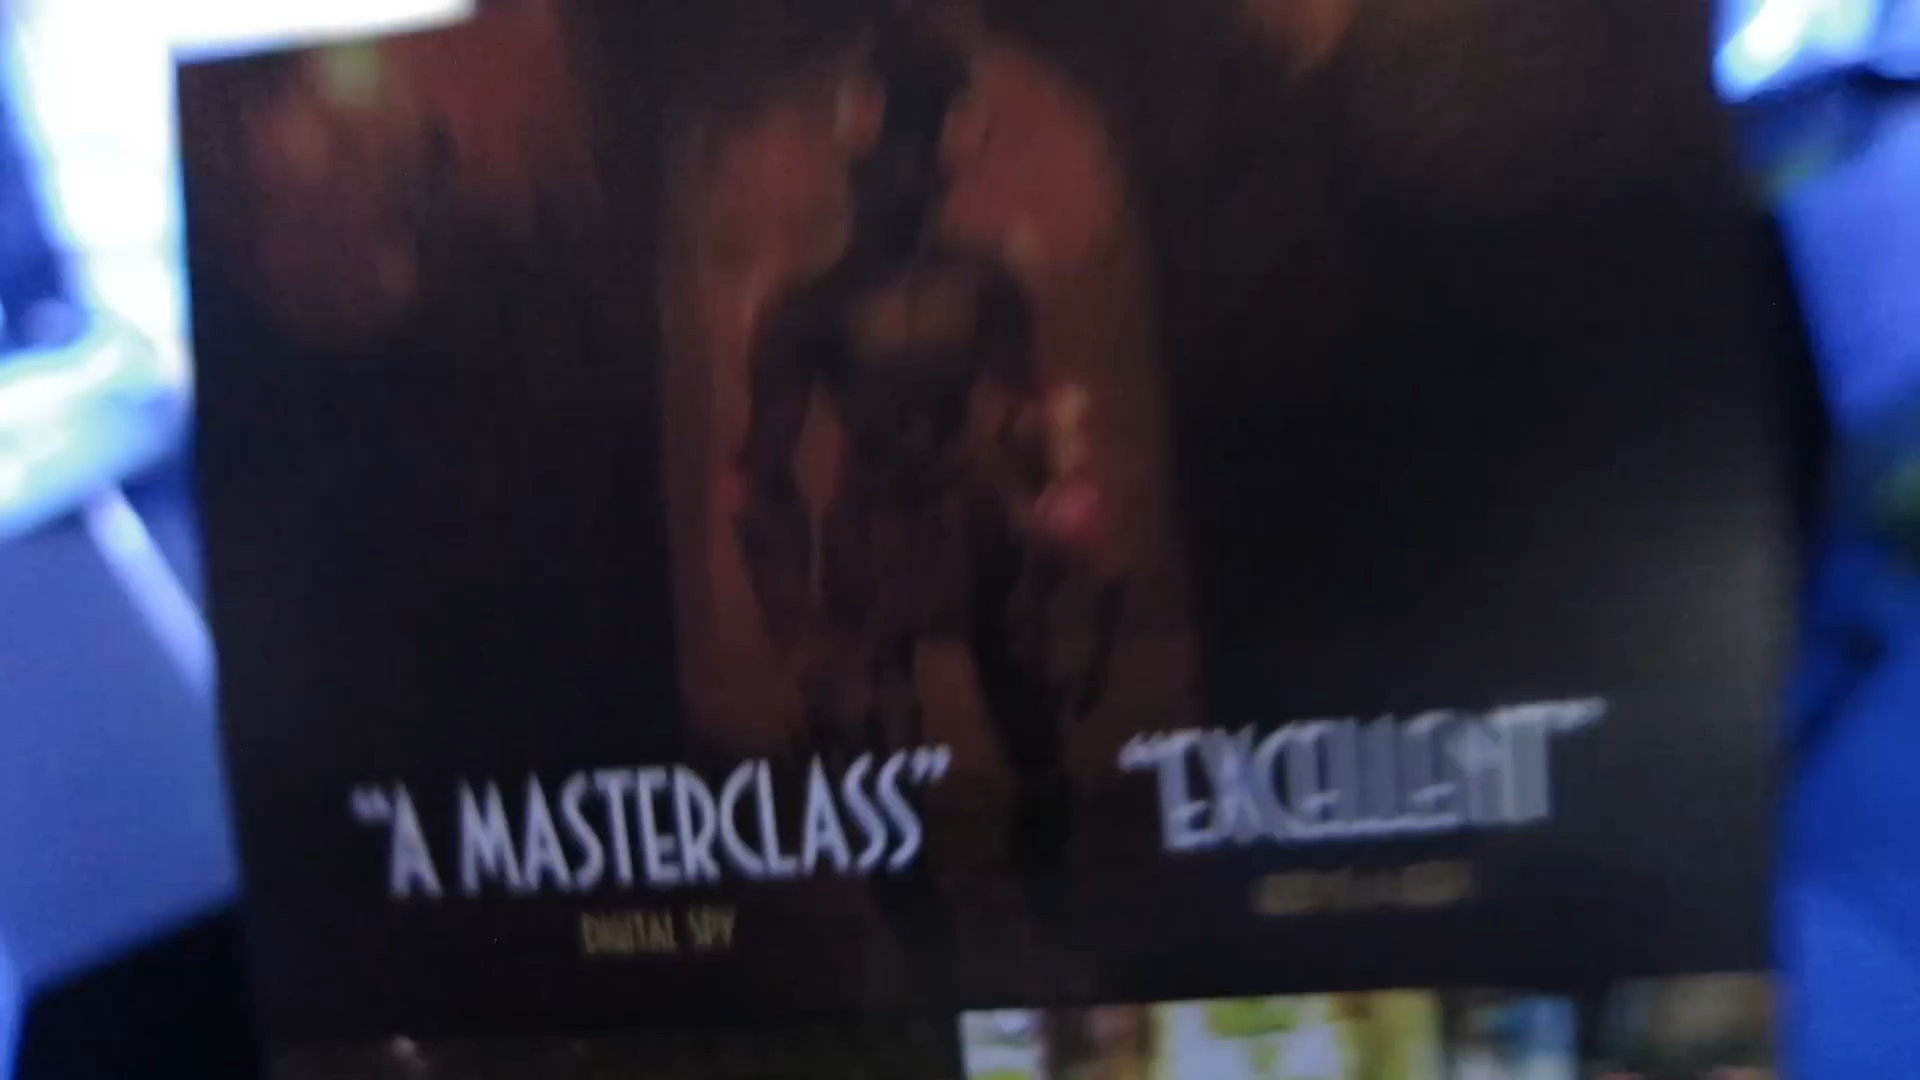 “A MASTERCLASS”
DIGITAL SPY
“EXCELLENT”